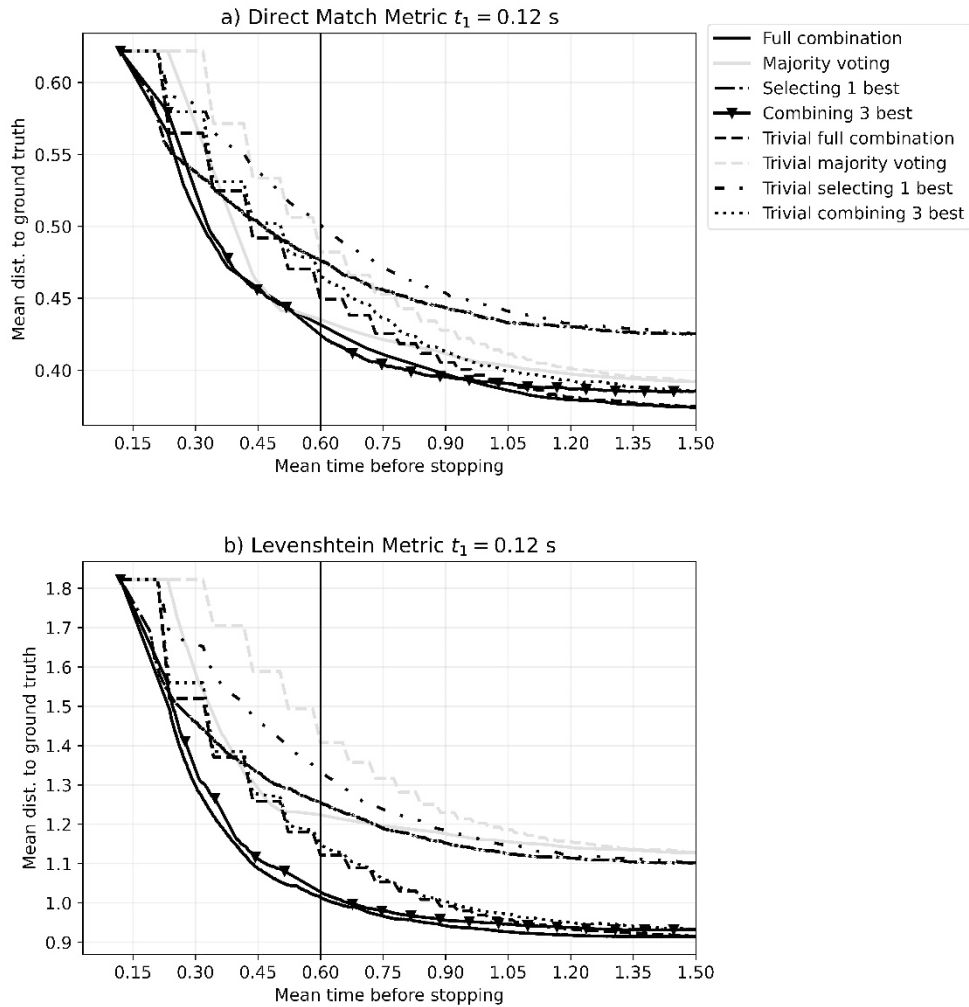 a) Direct Match Metric t₁ = 0.12 s
Mean dist. to ground truth
0.60
0.55
0.50
0.45
0.40
0.15 0.30 0.45 0.60 0.75 0.90 1.05 1.20 1.35 1.50
Mean time before stopping
Full combination
Majority voting
Selecting 1 best
Combining 3 best
Trivial full combination
Trivial majority voting
Trivial selecting 1 best
Trivial combining 3 best
b) Levenshtein Metric t₁ = 0.12 s
Mean dist. to ground truth
1.8
1.7
1.6
1.5
1.4
1.3
1.2
1.1
1.0
0.9
0.15 0.30 0.45 0.60 0.75 0.90 1.05 1.20 1.35 1.50
Mean time before stopping